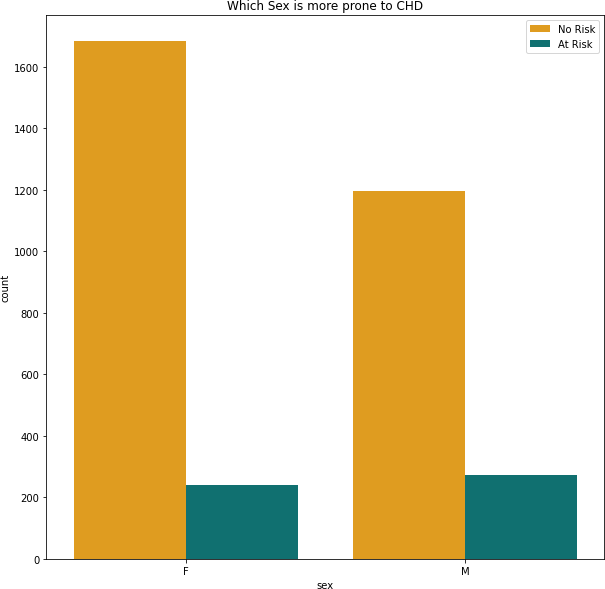 Which Sex is more prone to CHD
No Risk
At Risk
1600
1400
1200
1000
800
600
400
200
0
count
F
M
sex